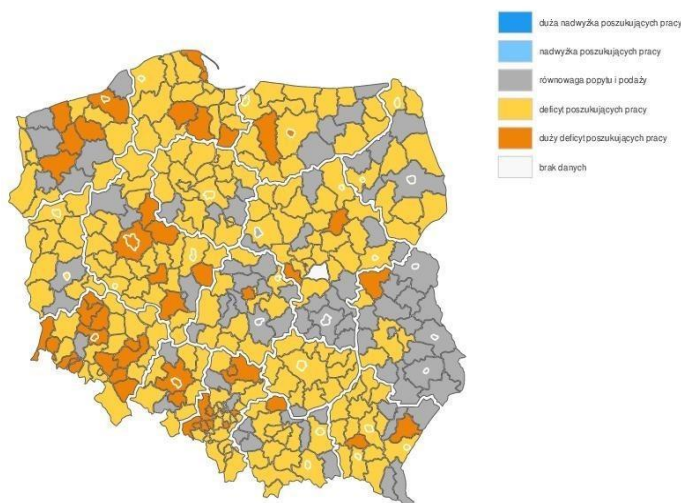 duża nadwyżka poszukujących pracy
nadwyżka poszukujących pracy
równowaga popytu i podaży
deficyt poszukujących pracy
duży deficyt poszukujących pracy
brak danych